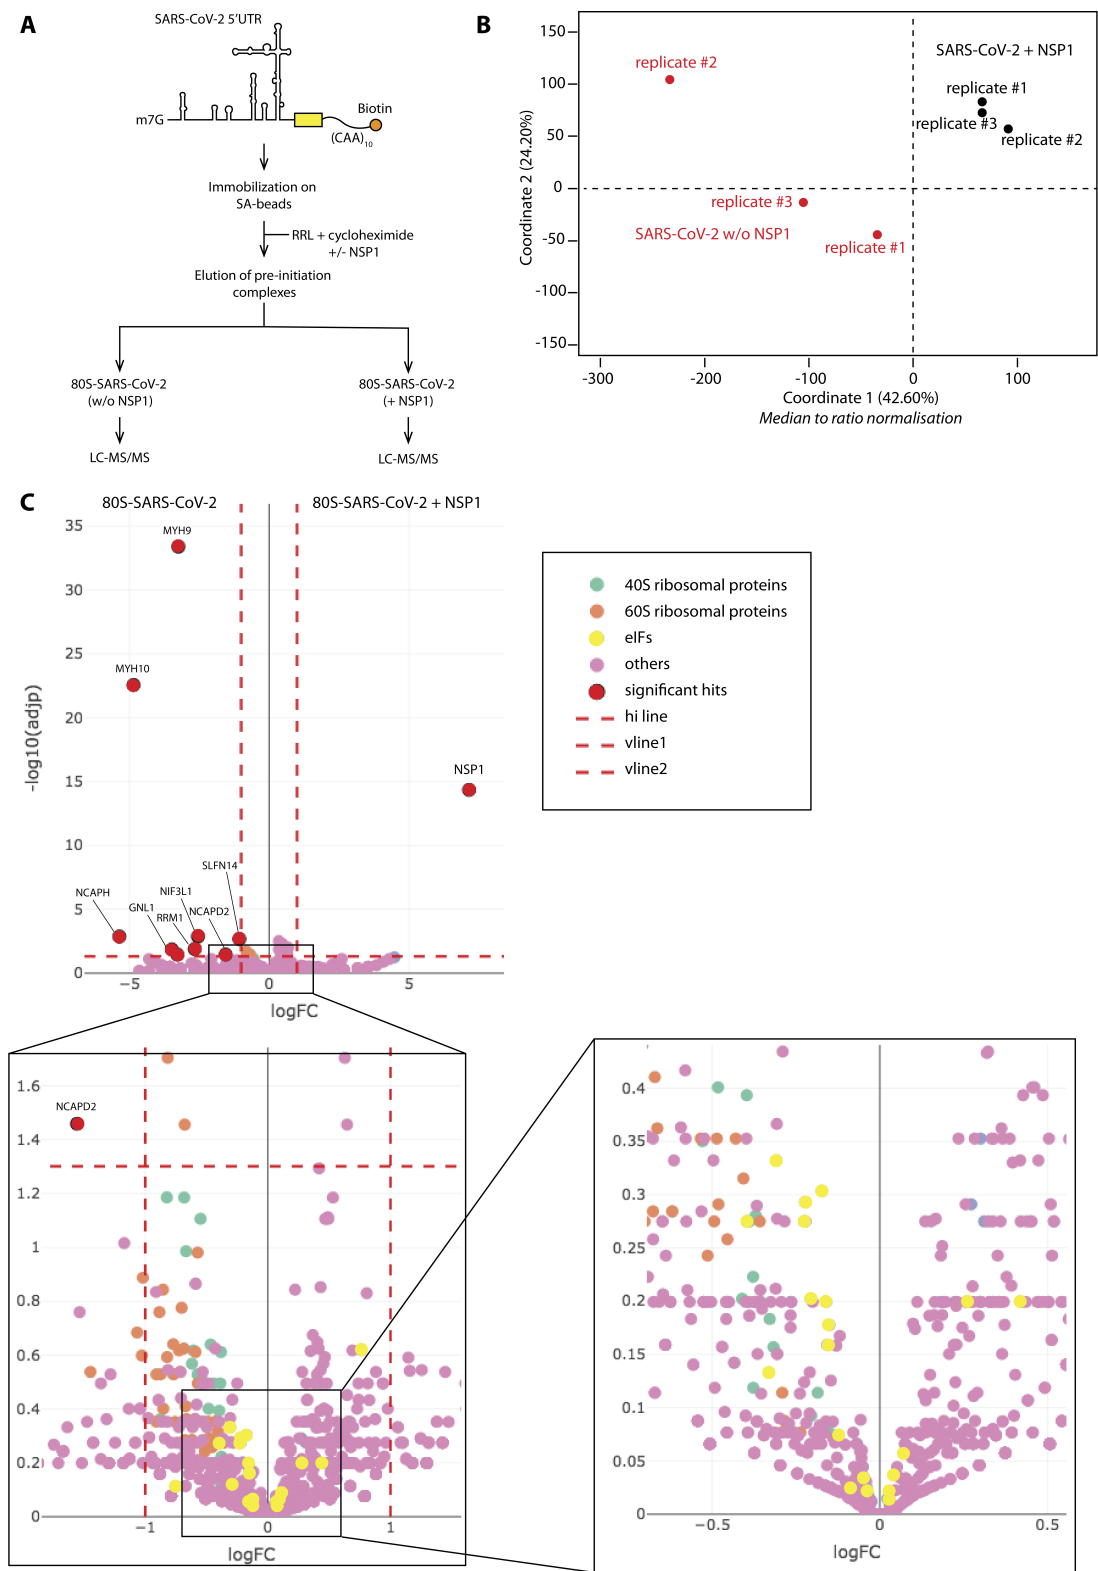 A
SARS-CoV-2 5'UTR
m7G
Biotin
(CAA)10
Immobilization on
SA-beads
RRL + cycloheximide
+/- NSP1
Elution of pre-initiation
complexes
80S-SARS-CoV-2
(w/o NSP1)
80S-SARS-CoV-2
(+ NSP1)
LC-MS/MS
LC-MS/MS
B
150
100
50
0
-50
-100
-150
Coordinate 2 (24.20%)
SARS-CoV-2 + NSP1
replicate #1
replicate #3
replicate #2
replicate #2
replicate #3
SARS-CoV-2 w/o NSP1
replicate #1
-300
-200
-100
0
100
Coordinate 1 (42.60%)
Median to ratio normalisation
C
80S-SARS-CoV-2
80S-SARS-CoV-2 + NSP1
35
30
25
20
15
10
5
0
-log10(adjp)
MYH9
MYH10
NSP1
SLFN14
NCAPH
NIF3L1
GNL1
RRM1
NCAPD2
−5
0
5
logFC
40S ribosomal proteins
60S ribosomal proteins
eIFs
others
significant hits
hi line
vline1
vline2
1.6
1.4
1.2
1
0.8
0.6
0.4
0.2
0
NCAPD2
−1
0
1
logFC
0.4
0.35
0.3
0.25
0.2
0.15
0.1
0.05
0
−0.5
0
0.5
logFC